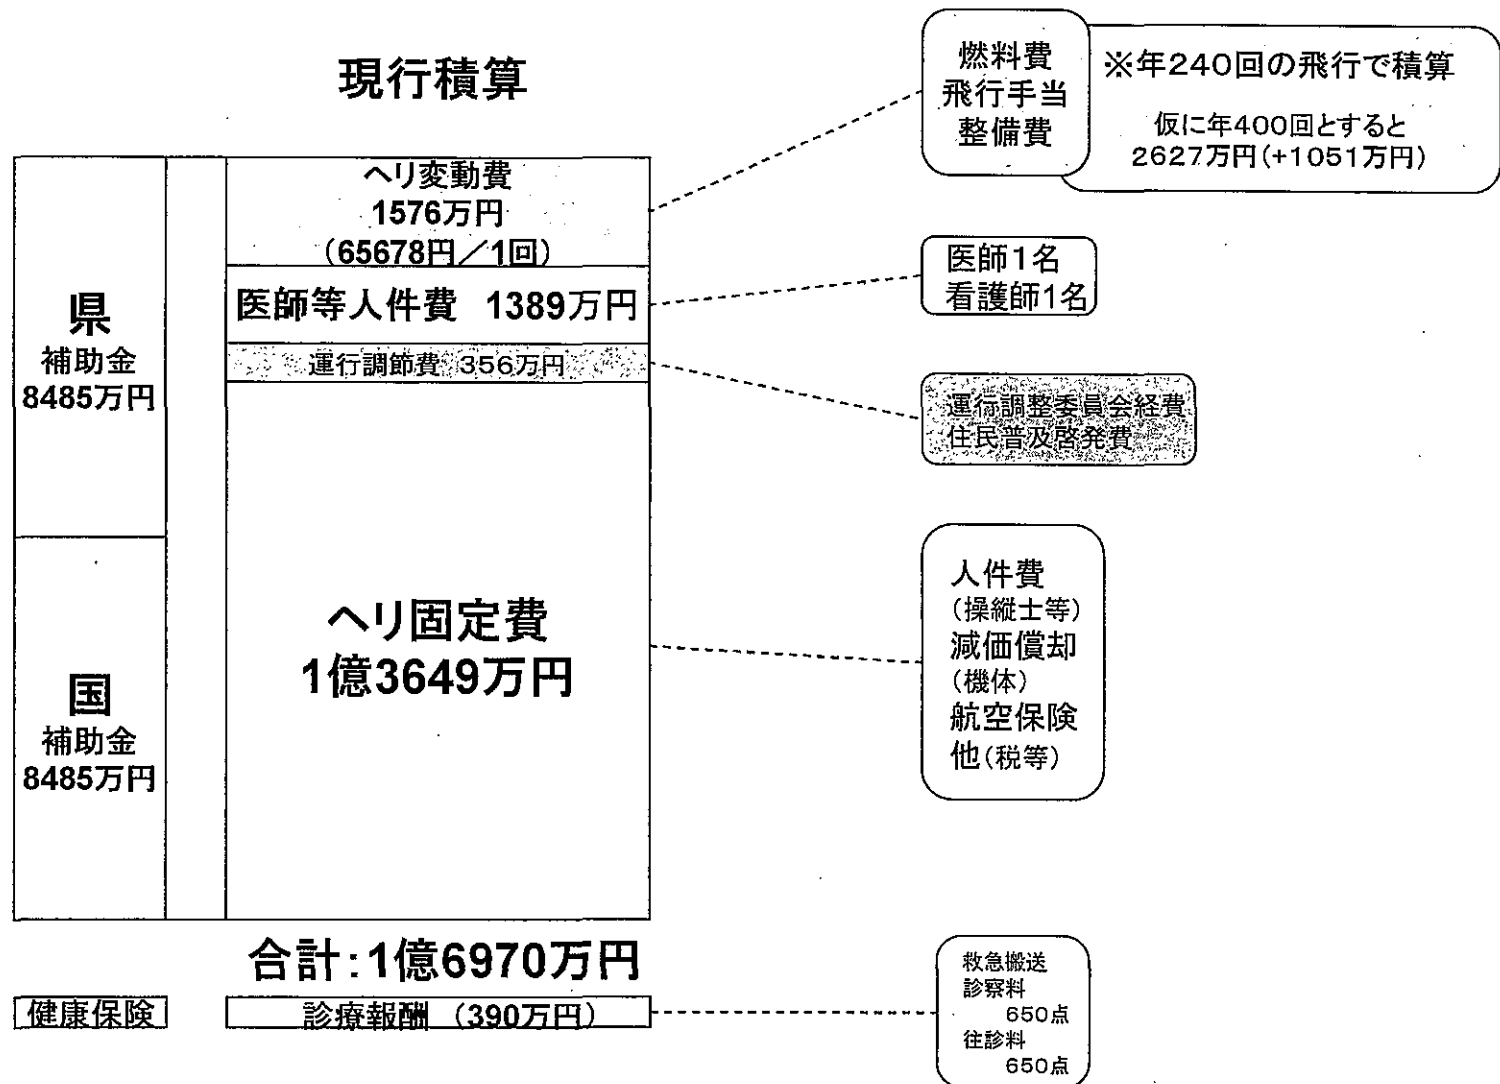 現行積算
燃料費
飛行手当
整備費
※年240回の飛行で積算
仮に年400回とすると
2627万円(+1051万円)
県
補助金
8485万円
国
補助金
8485万円
ヘリ変動費
1576万円
(65678円/1回)
医師等人件費 1389万円
運行調節費 356万円
ヘリ固定費
1億3649万円
医師1名
看護師1名
運行調整委員会経費
住民普及啓発費
人件費
(操縦士等)
減価償却
(機体)
航空保険
他(税等)
合計:1億6970万円
健康保険
診療報酬 (390万円)
救急搬送
診察料
650点
往診料
650点